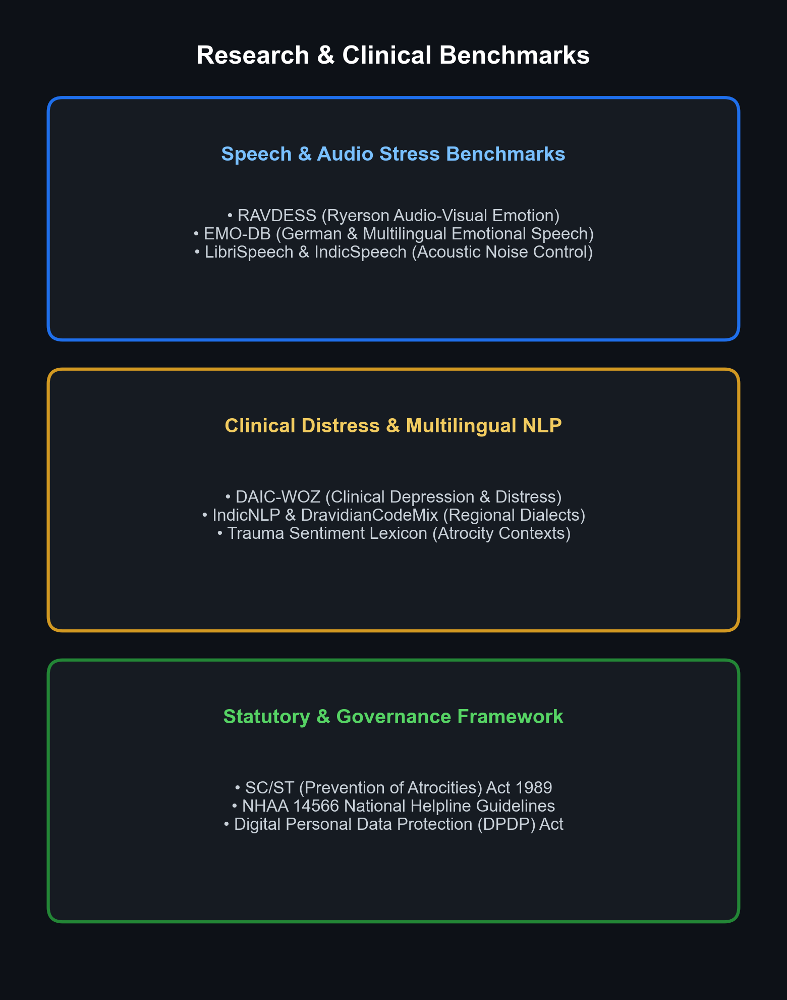 Research & Clinical Benchmarks
Speech & Audio Stress Benchmarks
• RAVDESS (Ryerson Audio-Visual Emotion)
• EMO-DB (German & Multilingual Emotional Speech)
• LibriSpeech & IndicSpeech (Acoustic Noise Control)
Clinical Distress & Multilingual NLP
• DAIC-WOZ (Clinical Depression & Distress)
• IndicNLP & DravidianCodeMix (Regional Dialects)
• Trauma Sentiment Lexicon (Atrocity Contexts)
Statutory & Governance Framework
• SC/ST (Prevention of Atrocities) Act 1989
• NHAA 14566 National Helpline Guidelines
• Digital Personal Data Protection (DPDP) Act